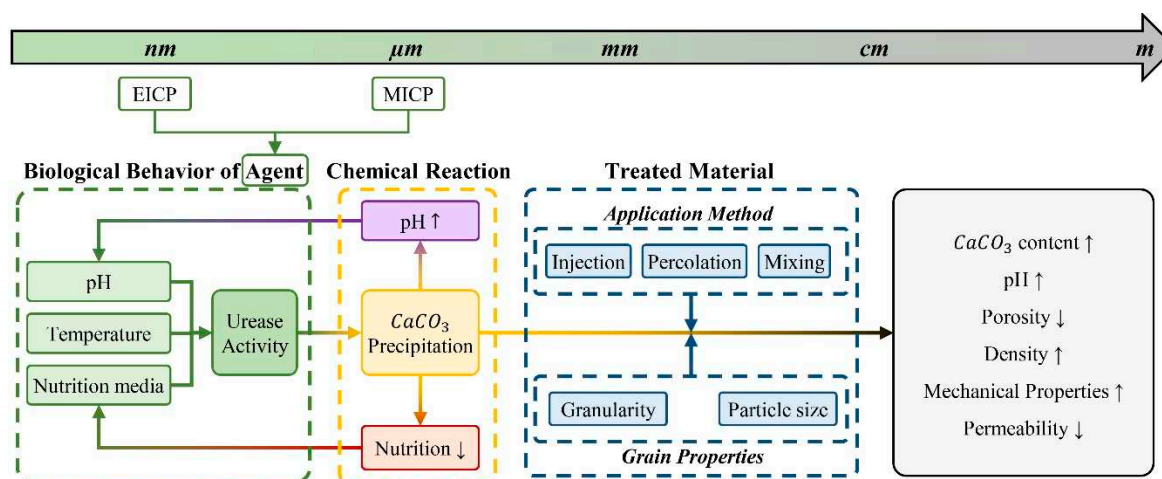 nm μm mm cm m
EICP MICP
Biological Behavior of Agent
Chemical Reaction
Treated Material
Application Method
pH ↑
Injection Percolation Mixing
pH
Temperature
Nutrition media
Urease
Activity
CaCO₃
Precipitation
Nutrition ↓
Granularity Particle size
Grain Properties
CaCO₃ content ↑
pH ↑
Porosity ↓
Density ↑
Mechanical Properties ↑
Permeability ↓